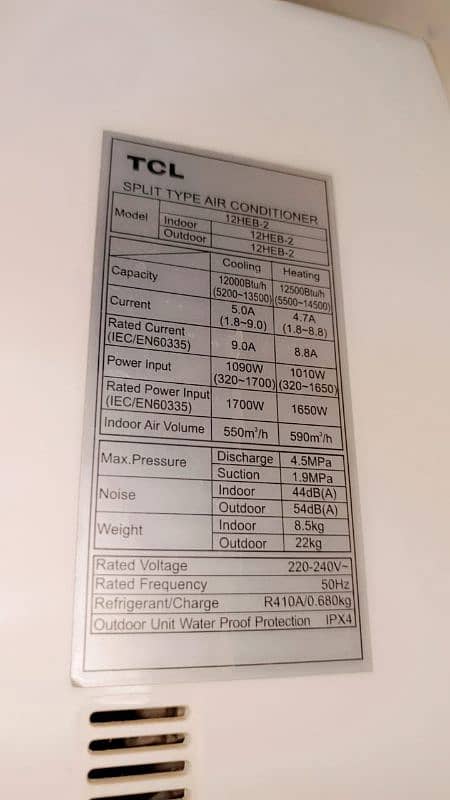 TCL
SPLIT TYPE AIR CONDITIONER
Model 12HEB-2
Indoor 12HEB-2
Outdoor 12HEB-2
Cooling Heating
Capacity 12000Btu/h 12500Btu/h
(5200~13500) (5500~14500)
Current 5.0A 4.7A
(1.8~9.0) (1.8~8.8)
Rated Current
(IEC/EN60335) 9.0A 8.8A
Power Input 1090W 1010W
(320~1700) (320~1650)
Rated Power Input
(IEC/EN60335) 1700W 1650W
Indoor Air Volume 550m³/h 590m³/h
Max.Pressure Discharge 4.5MPa
Suction 1.9MPa
Noise Indoor 44dB(A)
Outdoor 54dB(A)
Weight Indoor 8.5kg
Outdoor 22kg
Rated Voltage 220-240V~
Rated Frequency 50Hz
Refrigerant/Charge R410A/0.680kg
Outdoor Unit Water Proof Protection IPX4